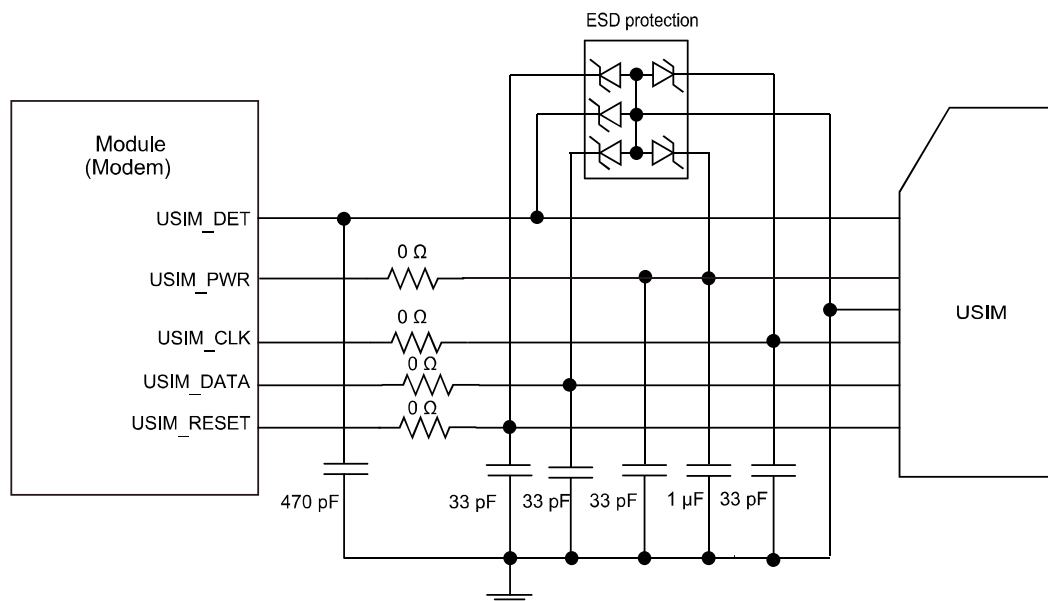 ESD protection
Module
(Modem)
USIM_DET
0 Ω
USIM_PWR
0 Ω
USIM_CLK
USIM
0 Ω
USIM_DATA
0 Ω
USIM_RESET
470 pF
33 pF
33 pF
33 pF
1 µF
33 pF